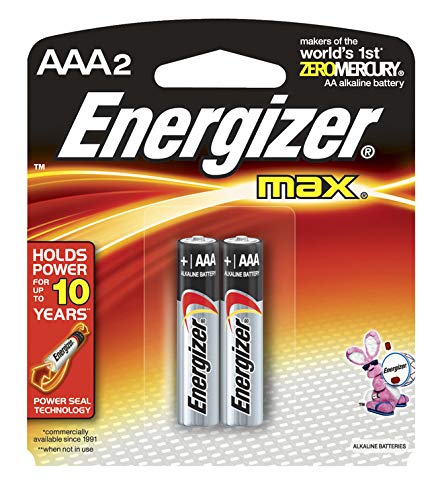 AAA2
makers of the
world's 1st*
ZEROMERCURY®
AA alkaline battery
Energizer®
™
max®
HOLDS
POWER
FOR
UP
TO
10
YEARS**
Energizer
POWER SEAL
TECHNOLOGY
*commercially
available since 1991
**when not in use
+ AAA
ALKALINE BATTERY
Energizer®
+ AAA
ALKALINE BATTERY
Energizer®
Energizer
™
ALKALINE BATTERIES